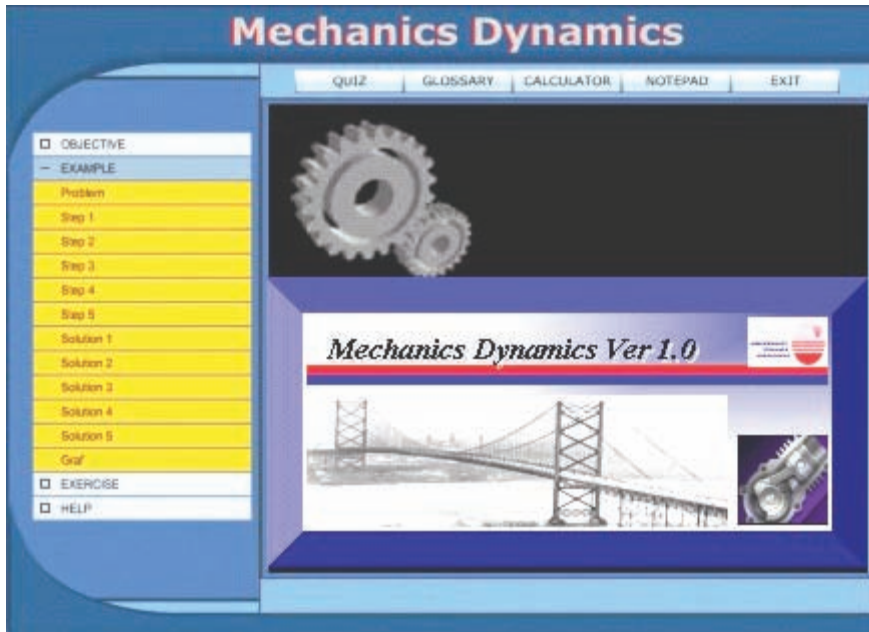 Mechanics Dynamics
QUIZ GLOSSARY CALCULATOR NOTEPAD EXIT
OBJECTIVE
EXAMPLE
Problem
Step 1
Step 2
Step 3
Step 4
Step 5
Solution 1
Solution 2
Solution 3
Solution 4
Solution 5
Graf
EXERCISE
HELP
Mechanics Dynamics Ver 1.0